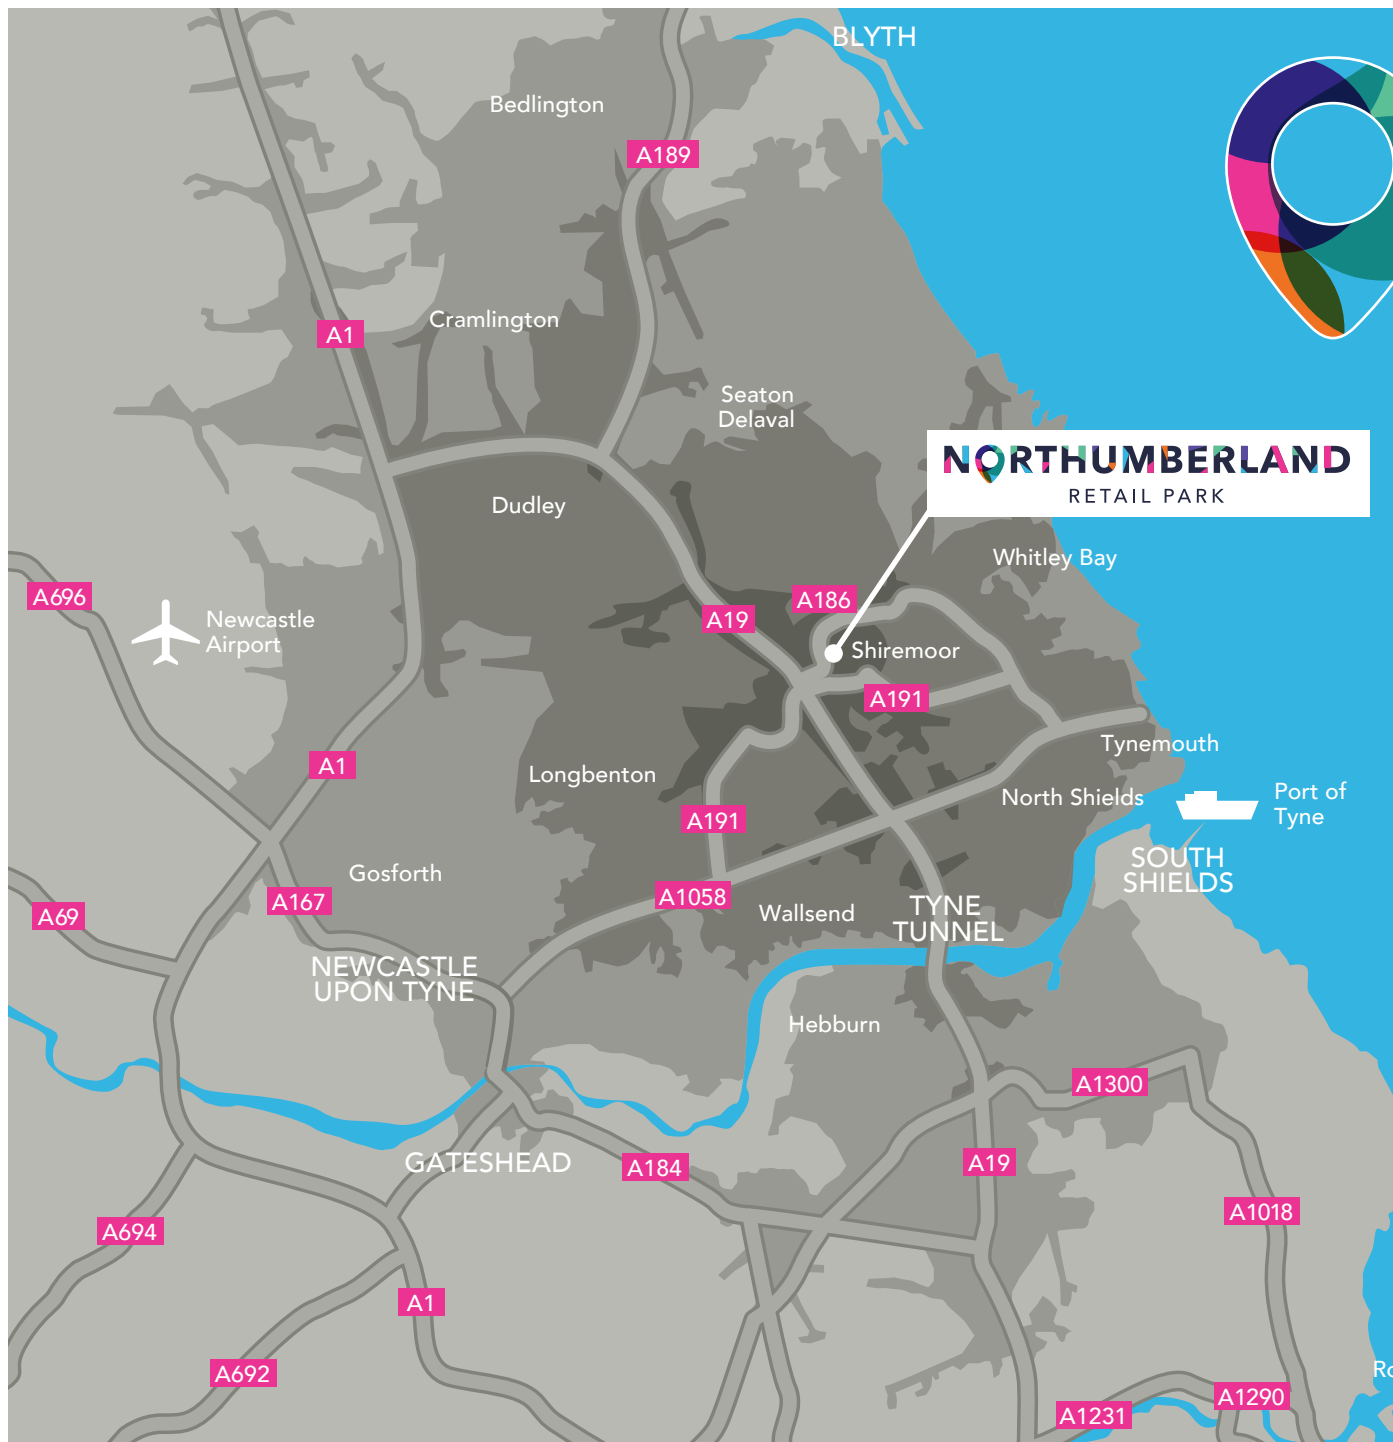 BLYTH
Bedlington
A189
Cramlington
A1
Seaton
Delaval
NORTHUMBERLAND
RETAIL PARK
Dudley
Whitley Bay
A696
A186
Newcastle
Airport
A19
Shiremoor
A191
Tynemouth
A1
Longbenton
North Shields
Port of
Tyne
A191
SOUTH
SHIELDS
Gosforth
A167
A1058
A69
Wallsend
TYNE
TUNNEL
NEWCASTLE
UPON TYNE
Hebburn
A1300
GATESHEAD
A184
A19
A694
A1018
A1
A692
A1290
A1231